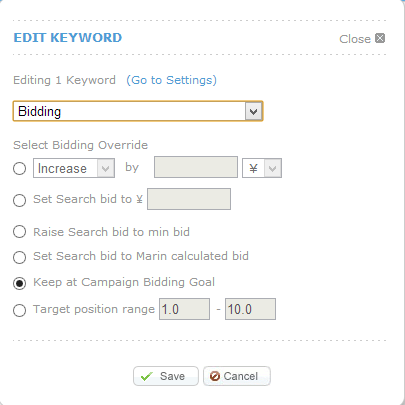 EDIT KEYWORD Close
Editing 1 Keyword (Go to Settings)
Bidding
Select Bidding Override
Increase by ¥
Set Search bid to ¥
Raise Search bid to min bid
Set Search bid to Marin calculated bid
Keep at Campaign Bidding Goal
Target position range 1.0 - 10.0
Save Cancel